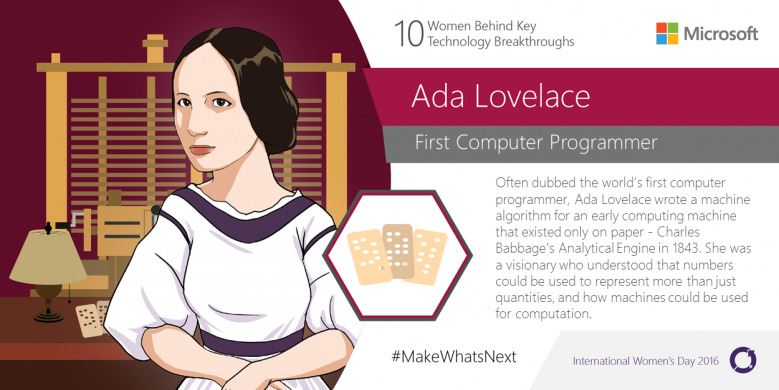 10 Women Behind Key
Technology Breakthroughs
Microsoft
Ada Lovelace
First Computer Programmer
Often dubbed the world's first computer
programmer, Ada Lovelace wrote a machine
algorithm for an early computing machine
that existed only on paper - Charles
Babbage's Analytical Engine in 1843. She was
a visionary who understood that numbers
could be used to represent more than just
quantities, and how machines could be used
for computation.
#MakeWhatsNext
International Women's Day 2016